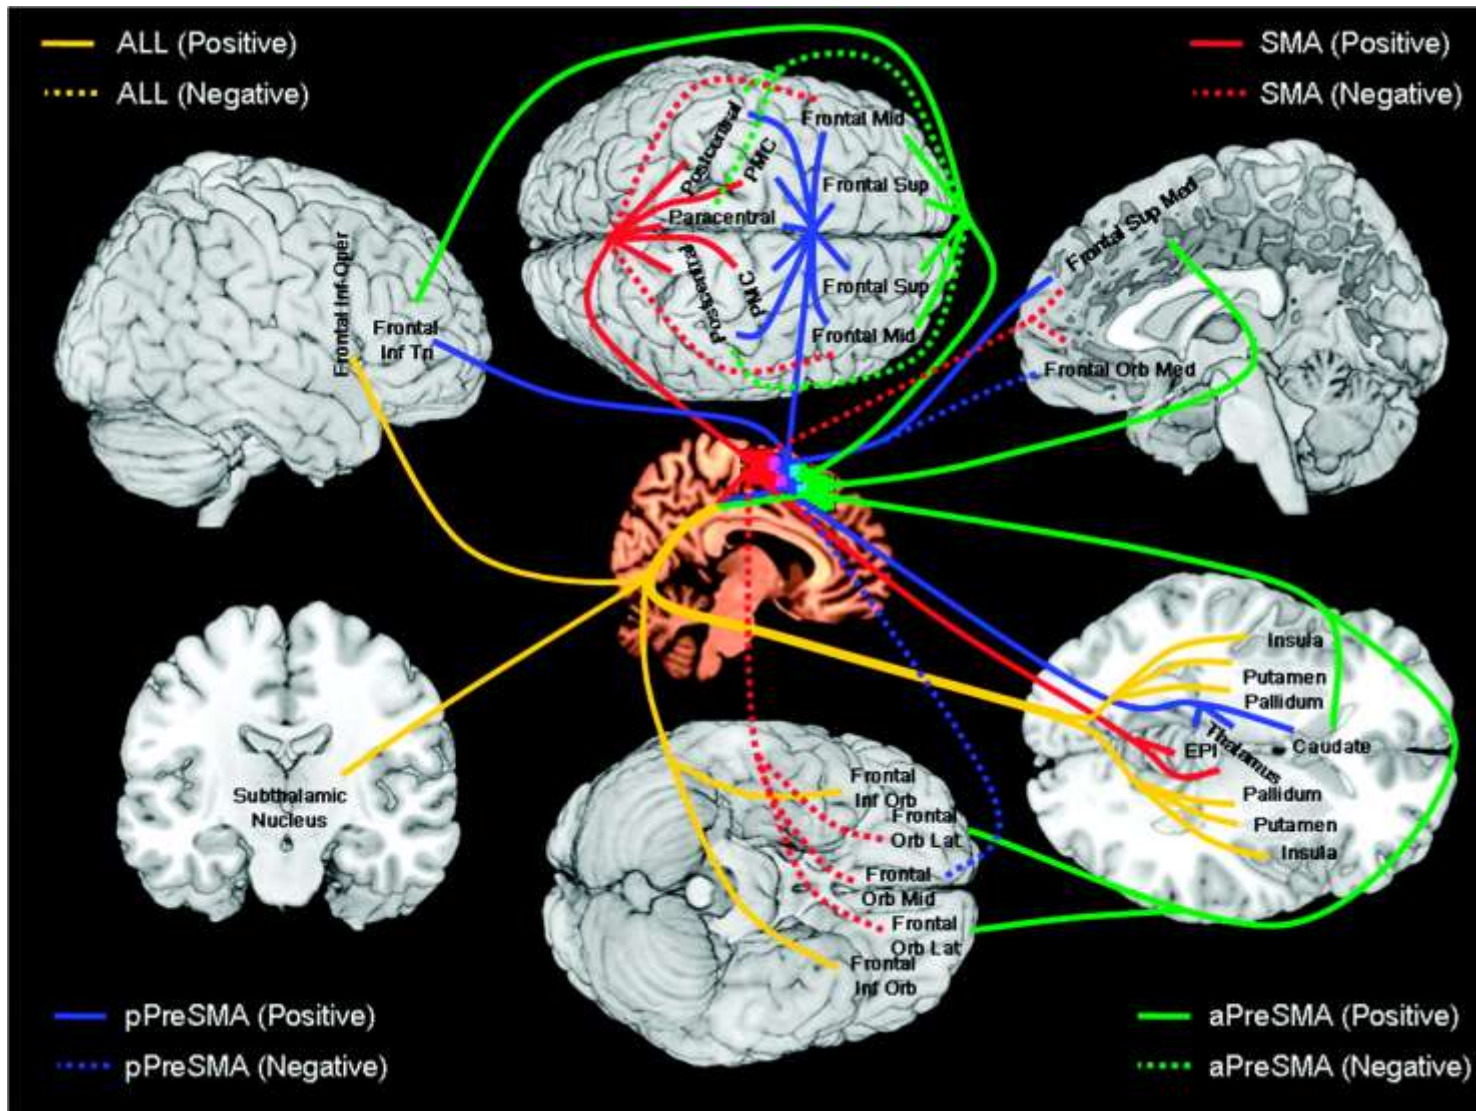 ALL (Positive)
ALL (Negative)
SMA (Positive)
SMA (Negative)
Frontal Inf-Oper
Frontal
Inf Tri
Postcentral
PMC
Frontal Mid
Frontal Sup
Paracentral
Postcentral
PMC
Frontal Sup
Frontal Mid
Frontal Sup Med
Frontal Orb Med
Subthalamic
Nucleus
Frontal
Inf Orb
Frontal
Orb Lat
Frontal
Orb Mid
Frontal
Orb Lat
Frontal
Inf Orb
Insula
Putamen
Pallidum
Thalamus
EPI
Caudate
Pallidum
Putamen
Insula
pPreSMA (Positive)
pPreSMA (Negative)
aPreSMA (Positive)
aPreSMA (Negative)